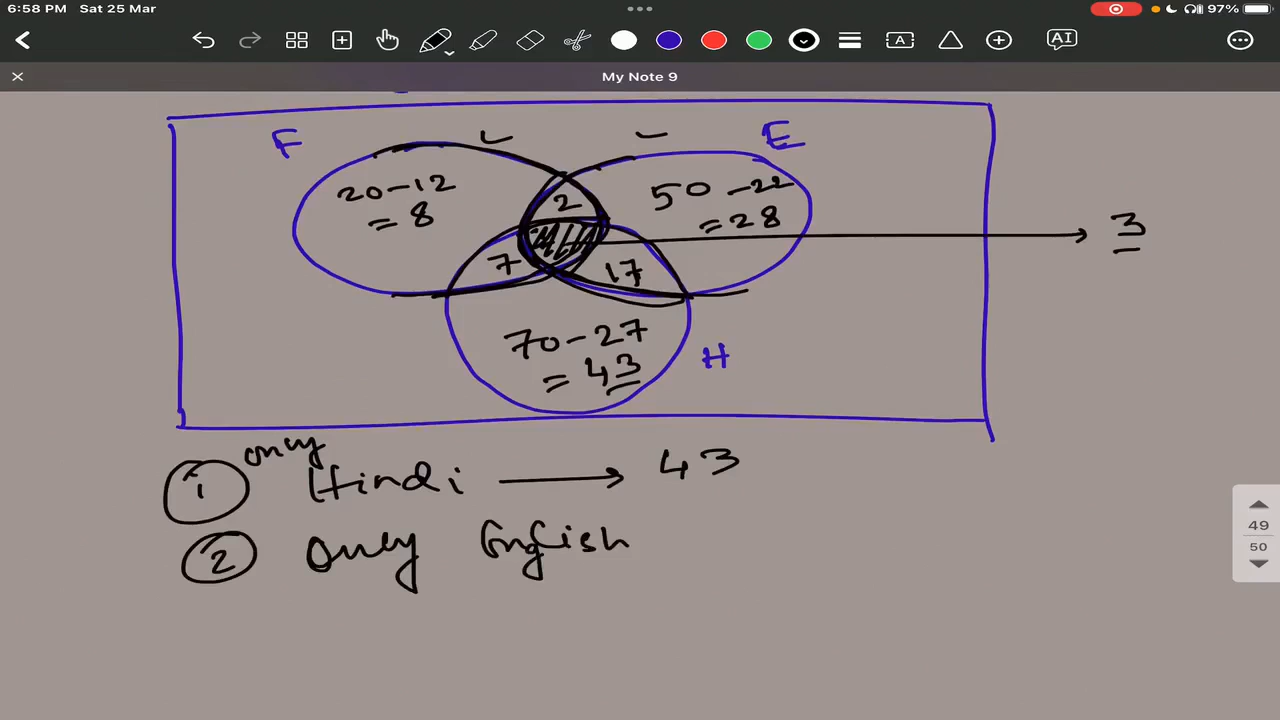 6:58 PM Sat 25 Mar 97%
A AI
My Note 9
F E
20-12 2 50-22
= 8 = 28
3
7 17
70-27
= 43
H
1 only Hindi → 43
2 Only English
49
50